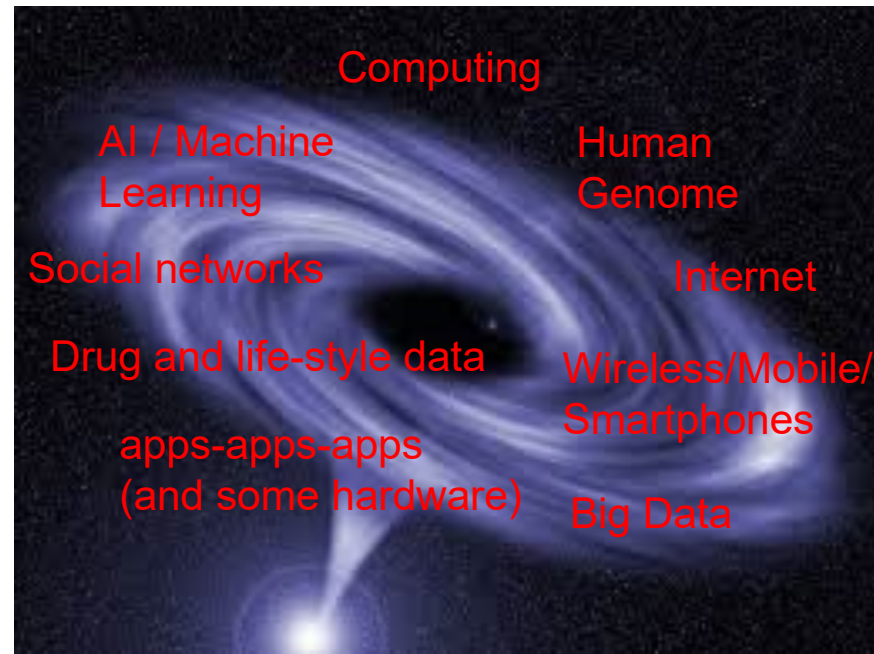 Computing
AI / Machine
Learning
Human
Genome
Social networks
Internet
Drug and life-style data
Wireless/Mobile/
Smartphones
apps-apps-apps
(and some hardware)
Big Data